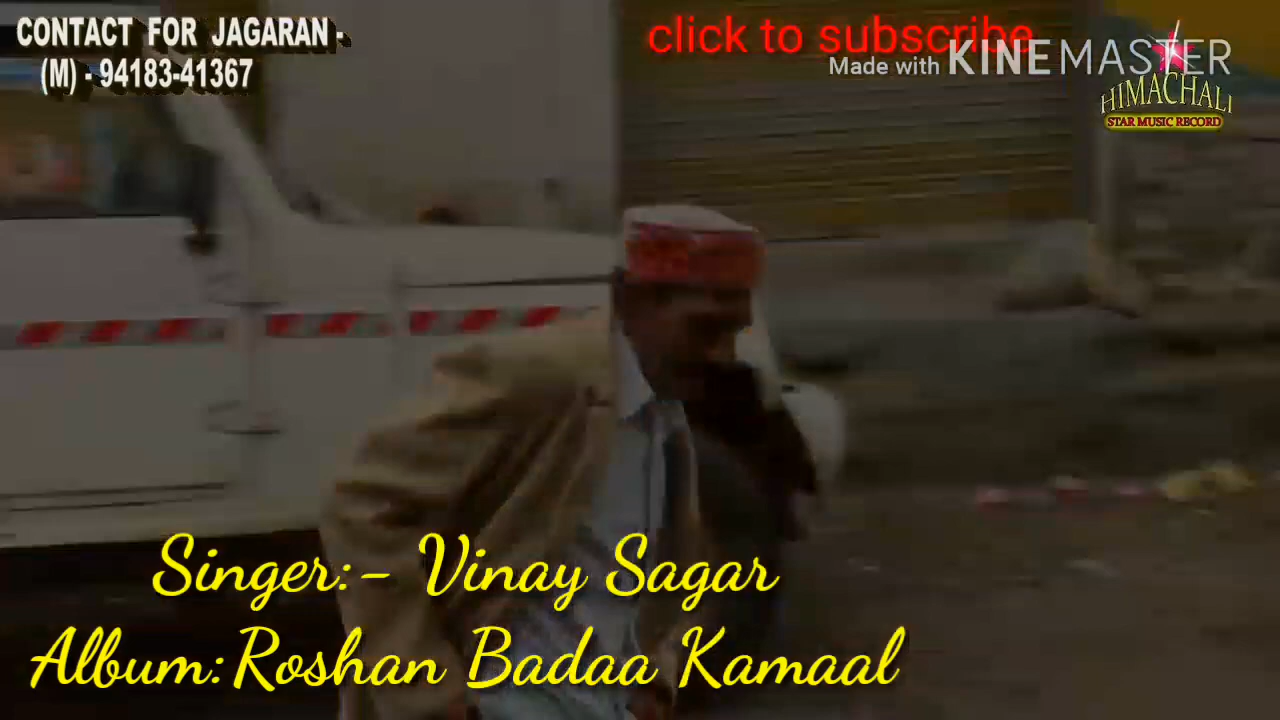 CONTACT FOR JAGARAN -
(M) - 94183-41367
click to subscribe
Made with KINEMASTER
HIMACHALI
STAR MUSIC RECORD
Singer:- Vinay Sagar
Album:Roshan Badaa Kamaal